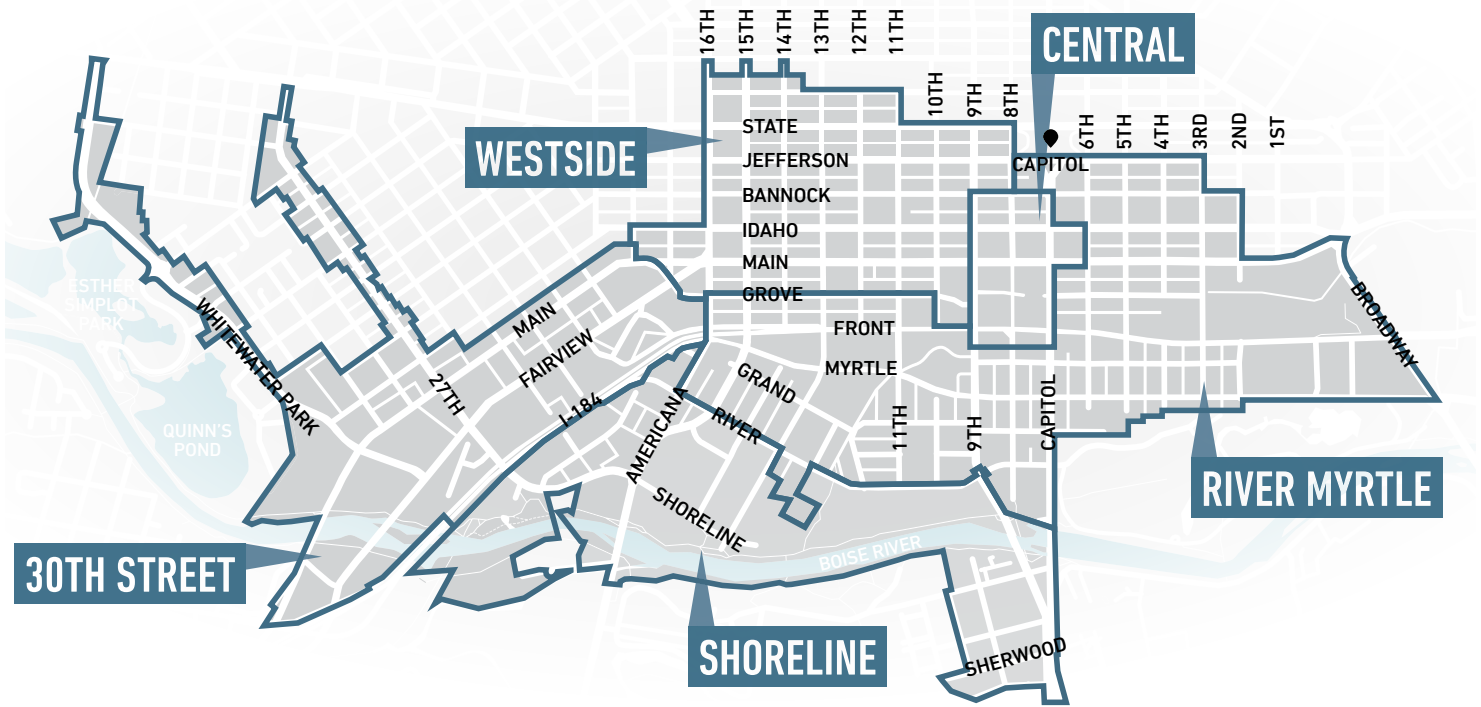 16TH
15TH
14TH
13TH
12TH
11TH
10TH
9TH
8TH
CENTRAL
6TH
5TH
4TH
3RD
2ND
1ST
WESTSIDE
STATE
JEFFERSON
BANNOCK
IDAHO
MAIN
GROVE
CAPITOL
ESTHER
SIMPLOT
PARK
WHITEWATER PARK
QUINN'S
POND
MAIN
FAIRVIEW
27TH
I-184
FRONT
MYRTLE
GRAND
RIVER
AMERICANA
SHORELINE
11TH
9TH
CAPITOL
BROADWAY
RIVER MYRTLE
30TH STREET
BOISE RIVER
SHORELINE
SHERWOOD